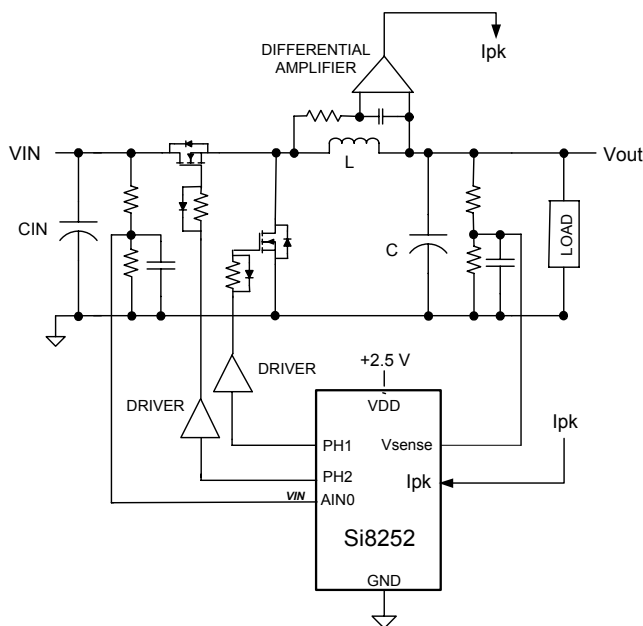 DIFFERENTIAL
AMPLIFIER
Ipk
VIN
L
Vout
CIN
C
LOAD
DRIVER
DRIVER
+2.5 V
VDD
PH1
Vsense
Ipk
PH2
Ipk
VIN
AIN0
Si8252
GND